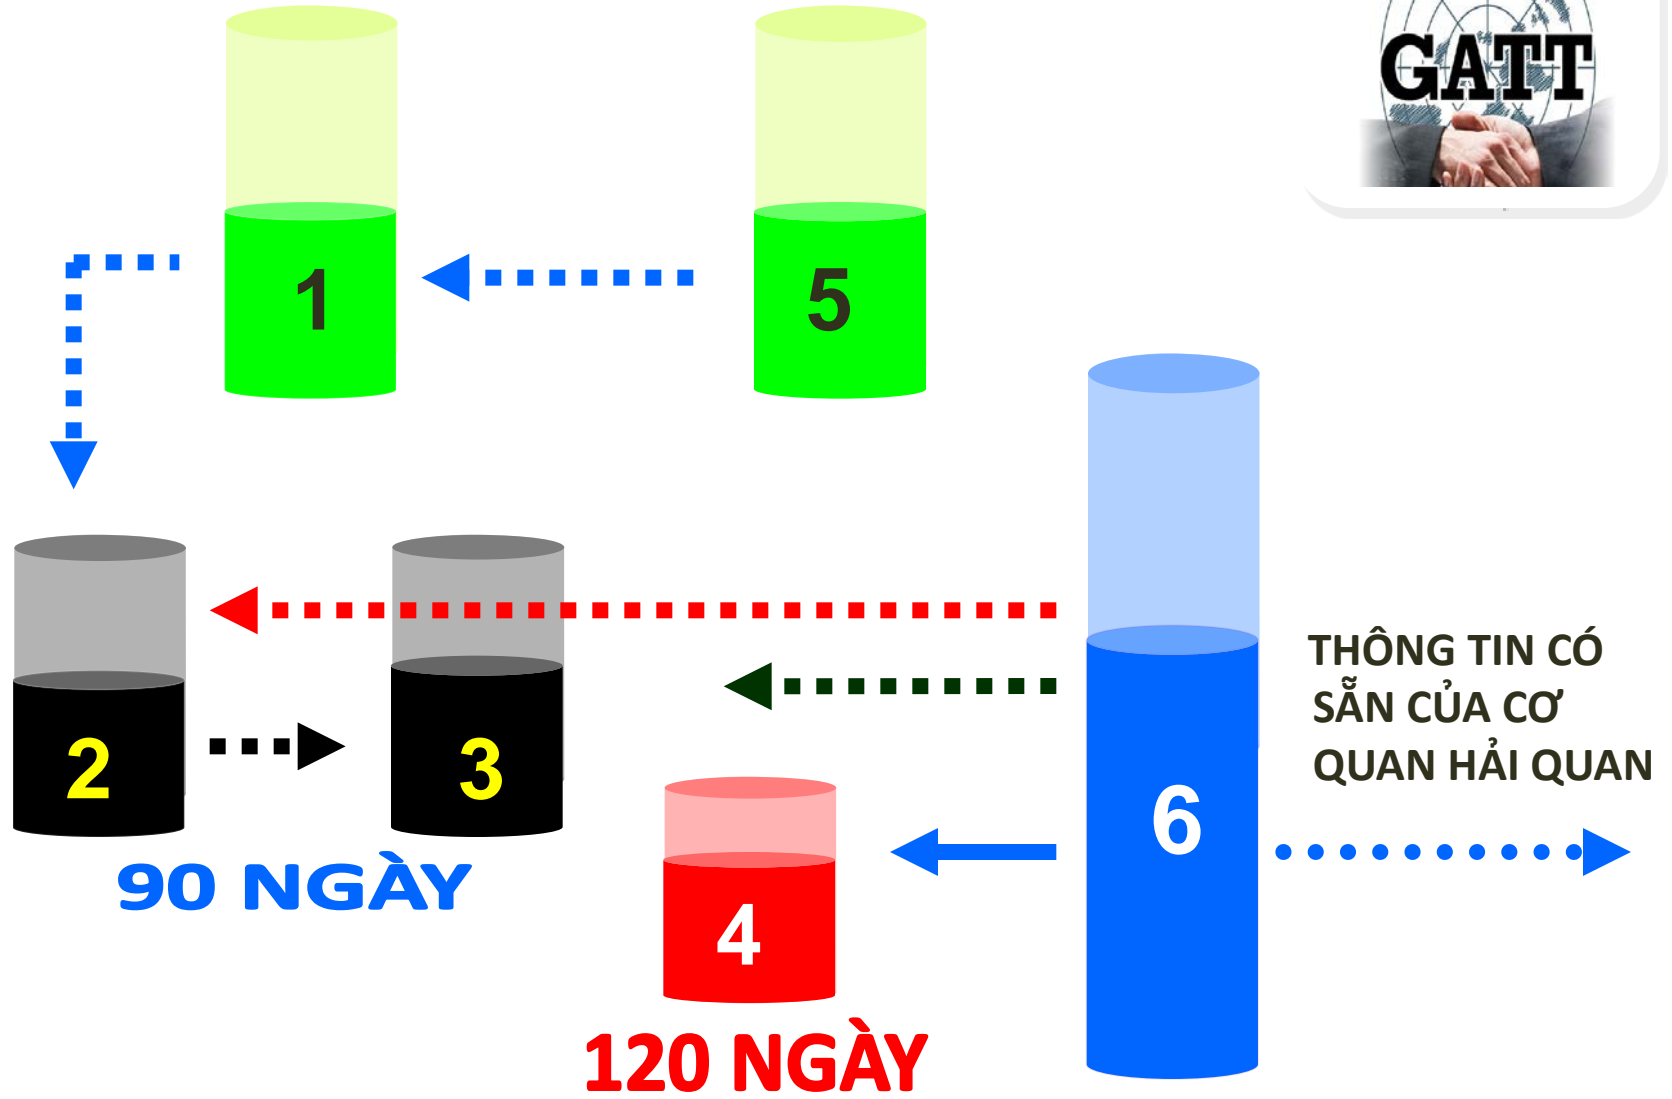 GATT
1
5
2
3
6
4
THÔNG TIN CÓ
SẴN CỦA CƠ
QUAN HẢI QUAN
90 NGÀY
120 NGÀY